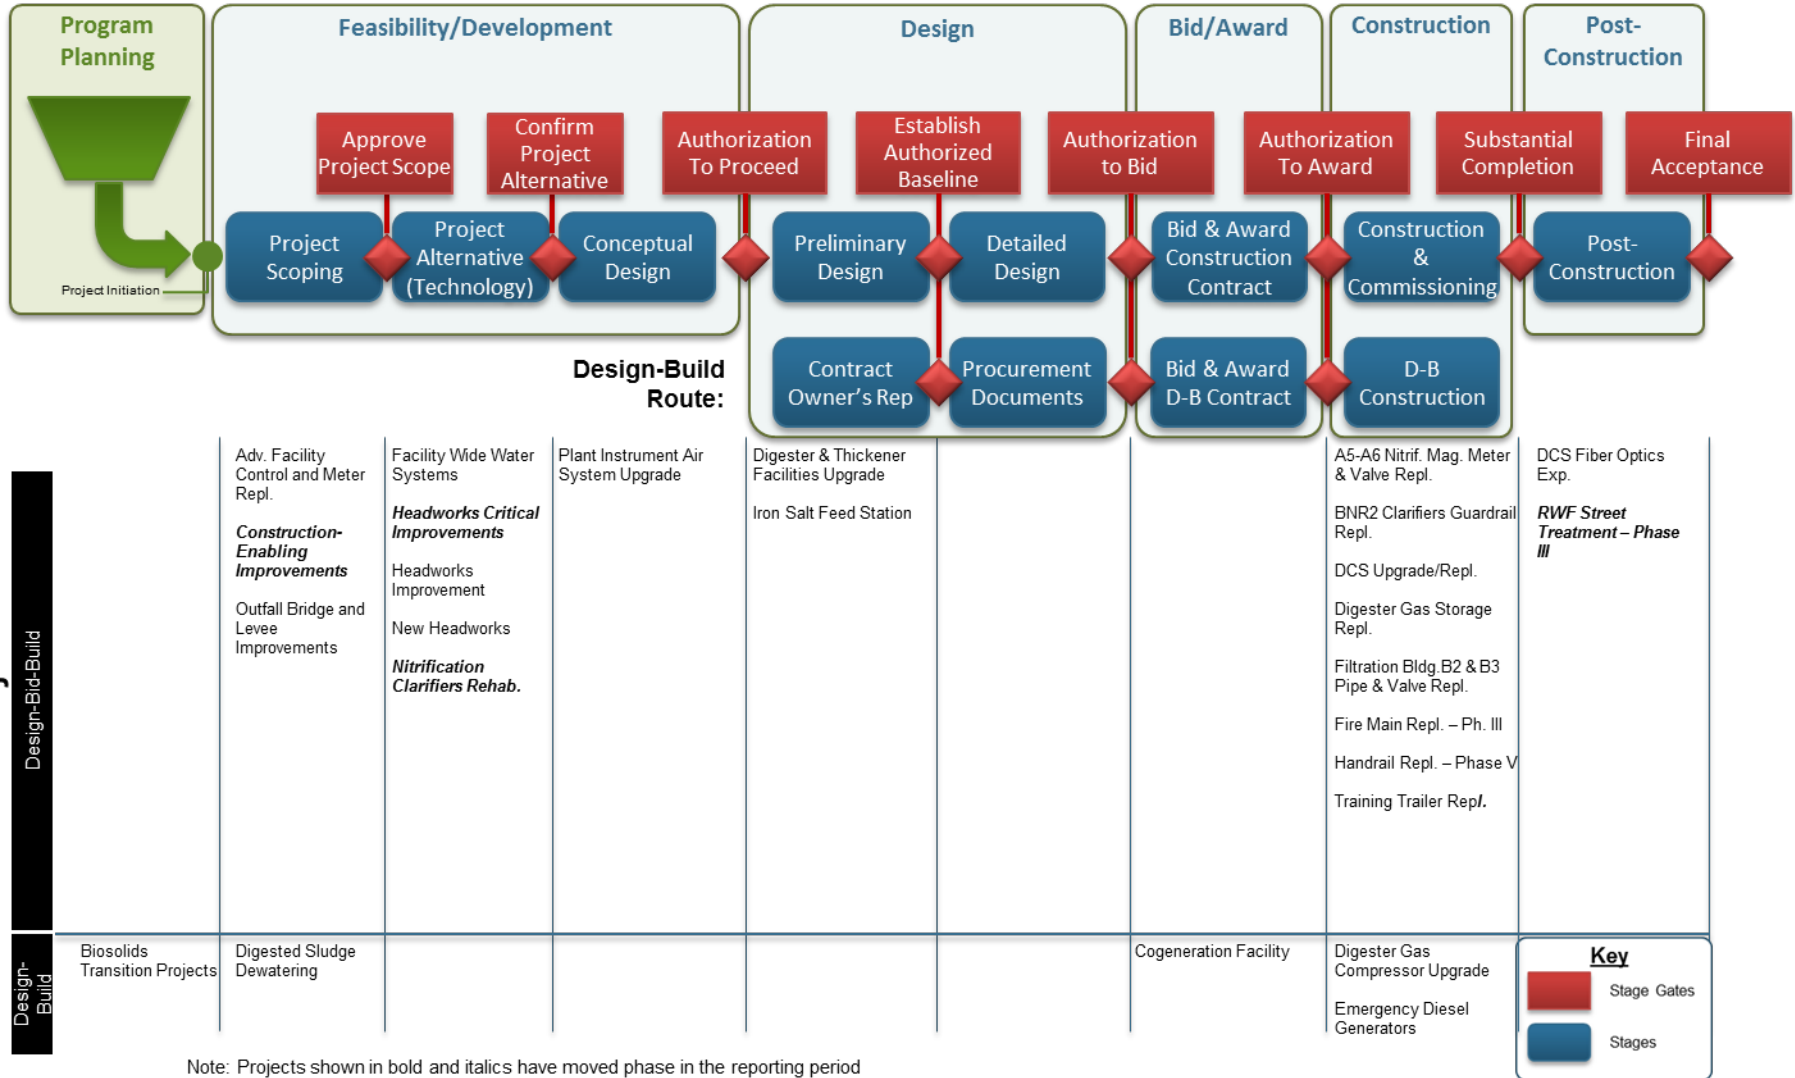 Program
Planning
Feasibility/Development
Design
Bid/Award
Construction
Post-
Construction
Approve
Project Scope
Confirm
Project
Alternative
Authorization
To Proceed
Establish
Authorized
Baseline
Authorization
to Bid
Authorization
To Award
Substantial
Completion
Final
Acceptance
Project Initiation
Project
Scoping
Project
Alternative
(Technology)
Conceptual
Design
Preliminary
Design
Detailed
Design
Bid & Award
Construction
Contract
Construction
&
Commissioning
Post-
Construction
Design-Build
Route:
Contract
Owner's Rep
Procurement
Documents
Bid & Award
D-B Contract
D-B
Construction
Design-Bid-Build
Adv. Facility
Control and Meter
Repl.
Construction-
Enabling
Improvements
Outfall Bridge and
Levee
Improvements
Facility Wide Water
Systems
Headworks Critical
Improvements
Headworks
Improvement
New Headworks
Nitrification
Clarifiers Rehab.
Plant Instrument Air
System Upgrade
Digester & Thickener
Facilities Upgrade
Iron Salt Feed Station
A5-A6 Nitrif. Mag. Meter
& Valve Repl.
BNR2 Clarifiers Guardrail
Repl.
DCS Upgrade/Repl.
Digester Gas Storage
Repl.
Filtration Bldg.B2 & B3
Pipe & Valve Repl.
Fire Main Repl. – Ph. III
Handrail Repl. – Phase V
Training Trailer Repl.
DCS Fiber Optics
Exp.
RWF Street
Treatment – Phase
III
Design-
Build
Biosolids
Transition Projects
Digested Sludge
Dewatering
Cogeneration Facility
Digester Gas
Compressor Upgrade
Emergency Diesel
Generators
Key
Stage Gates
Stages
Note: Projects shown in bold and italics have moved phase in the reporting period